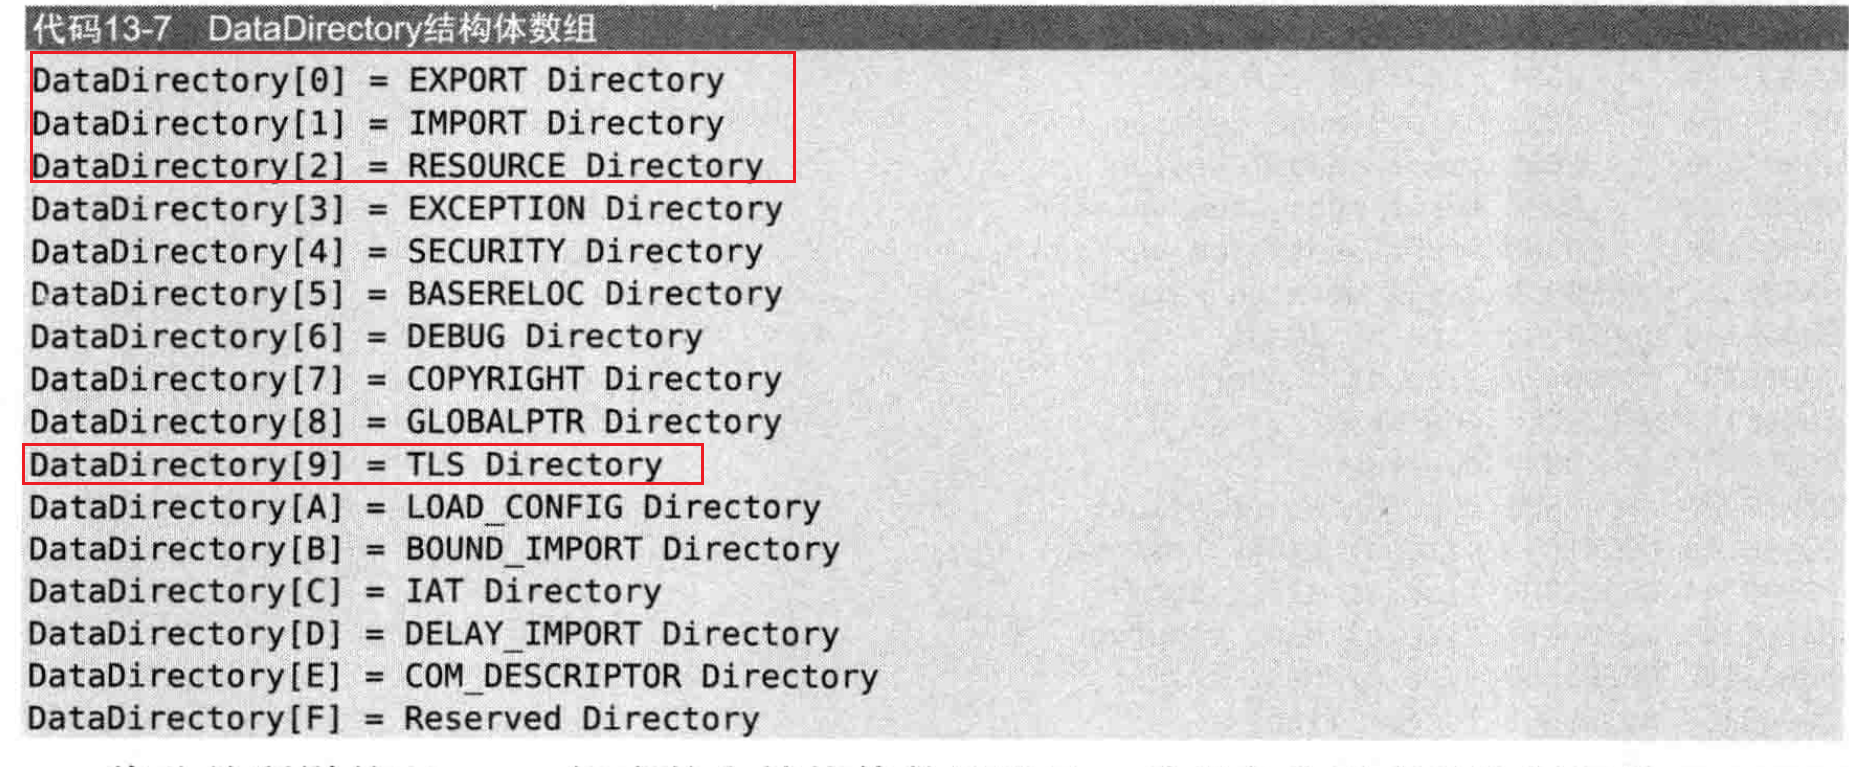 代码13-7 DataDirectory结构体数组
DataDirectory[0] = EXPORT Directory
DataDirectory[1] = IMPORT Directory
DataDirectory[2] = RESOURCE Directory
DataDirectory[3] = EXCEPTION Directory
DataDirectory[4] = SECURITY Directory
DataDirectory[5] = BASERELOC Directory
DataDirectory[6] = DEBUG Directory
DataDirectory[7] = COPYRIGHT Directory
DataDirectory[8] = GLOBALPTR Directory
DataDirectory[9] = TLS Directory
DataDirectory[A] = LOAD_CONFIG Directory
DataDirectory[B] = BOUND_IMPORT Directory
DataDirectory[C] = IAT Directory
DataDirectory[D] = DELAY_IMPORT Directory
DataDirectory[E] = COM_DESCRIPTOR Directory
DataDirectory[F] = Reserved Directory